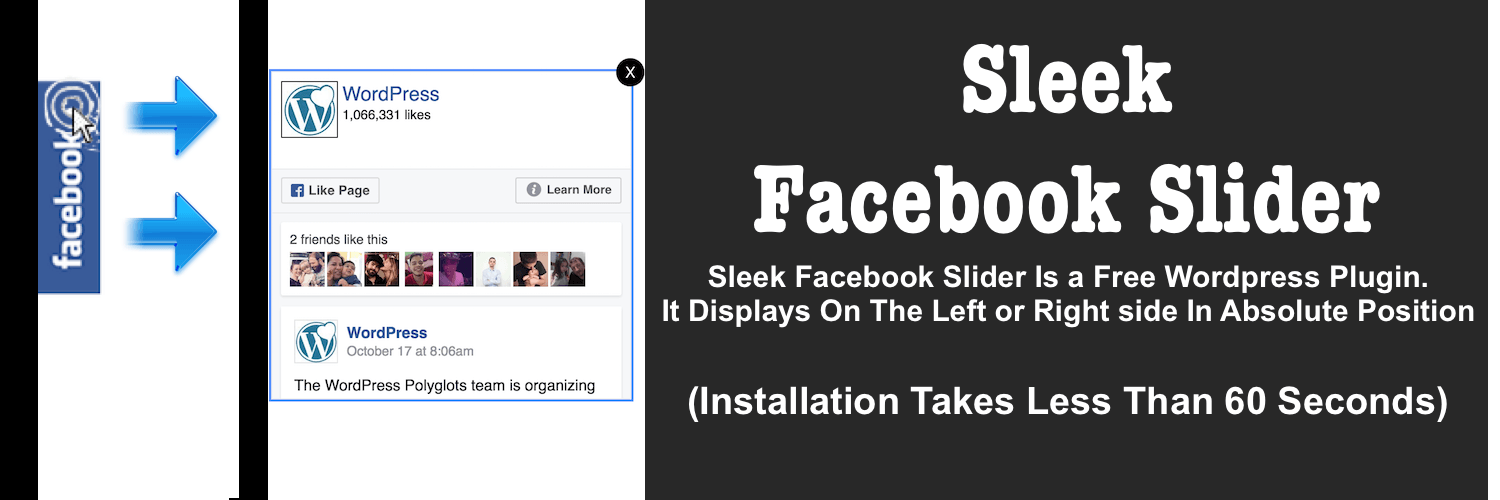 facebook
X
WordPress
1,066,331 likes
Like Page
Learn More
2 friends like this
WordPress
October 17 at 8:06am
The WordPress Polyglots team is organizing
Sleek
Facebook Slider
Sleek Facebook Slider Is a Free Wordpress Plugin.
It Displays On The Left or Right side In Absolute Position
(Installation Takes Less Than 60 Seconds)